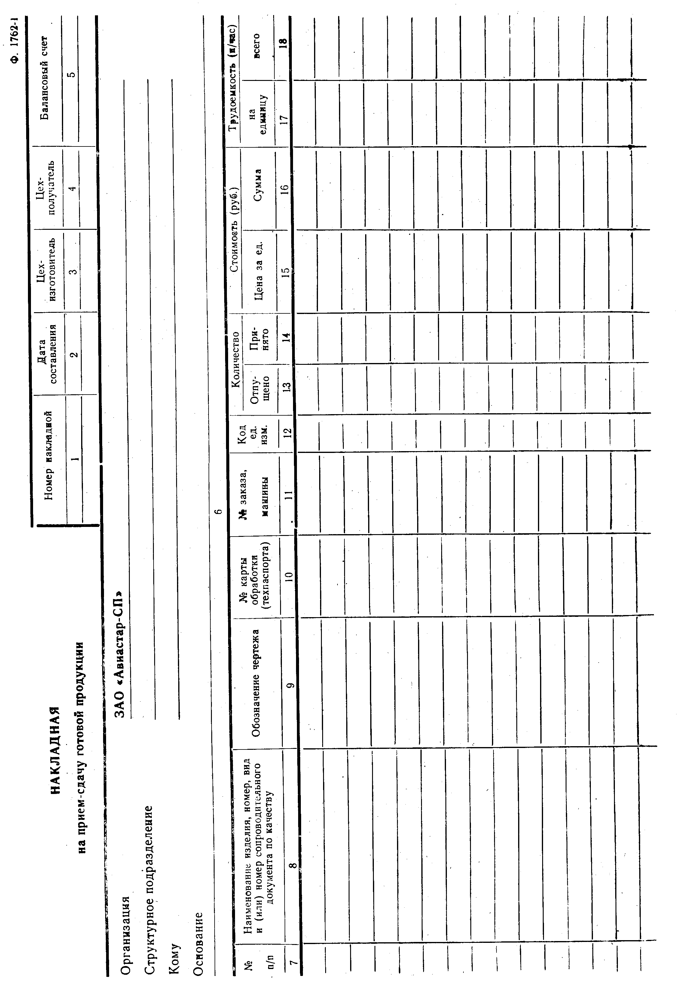 Ф. 1762-1
НАКЛАДНАЯ
на прием-сдачу готовой продукции
Номер накладной
Дата
составления
Цех-
изготовитель
Цех-
получатель
Балансовый счет
1
2
3
4
5
Организация
ЗАО «Авиастар-СП»
Структурное подразделение
Кому
Основание
6
№
п/п
Наименование изделия, номер, вид
и (или) номер сопроводительного
документа по качеству
Обозначение чертежа
№ карты
обработки
(техпаспорта)
№ заказа,
машины
Код
ед.
изм.
Количество
Отпу-
щено
При-
нято
Стоимость (руб.)
Цена за ед.
Сумма
Трудоемкость (н/час)
на
единицу
всего
7
8
9
10
11
12
13
14
15
16
17
18